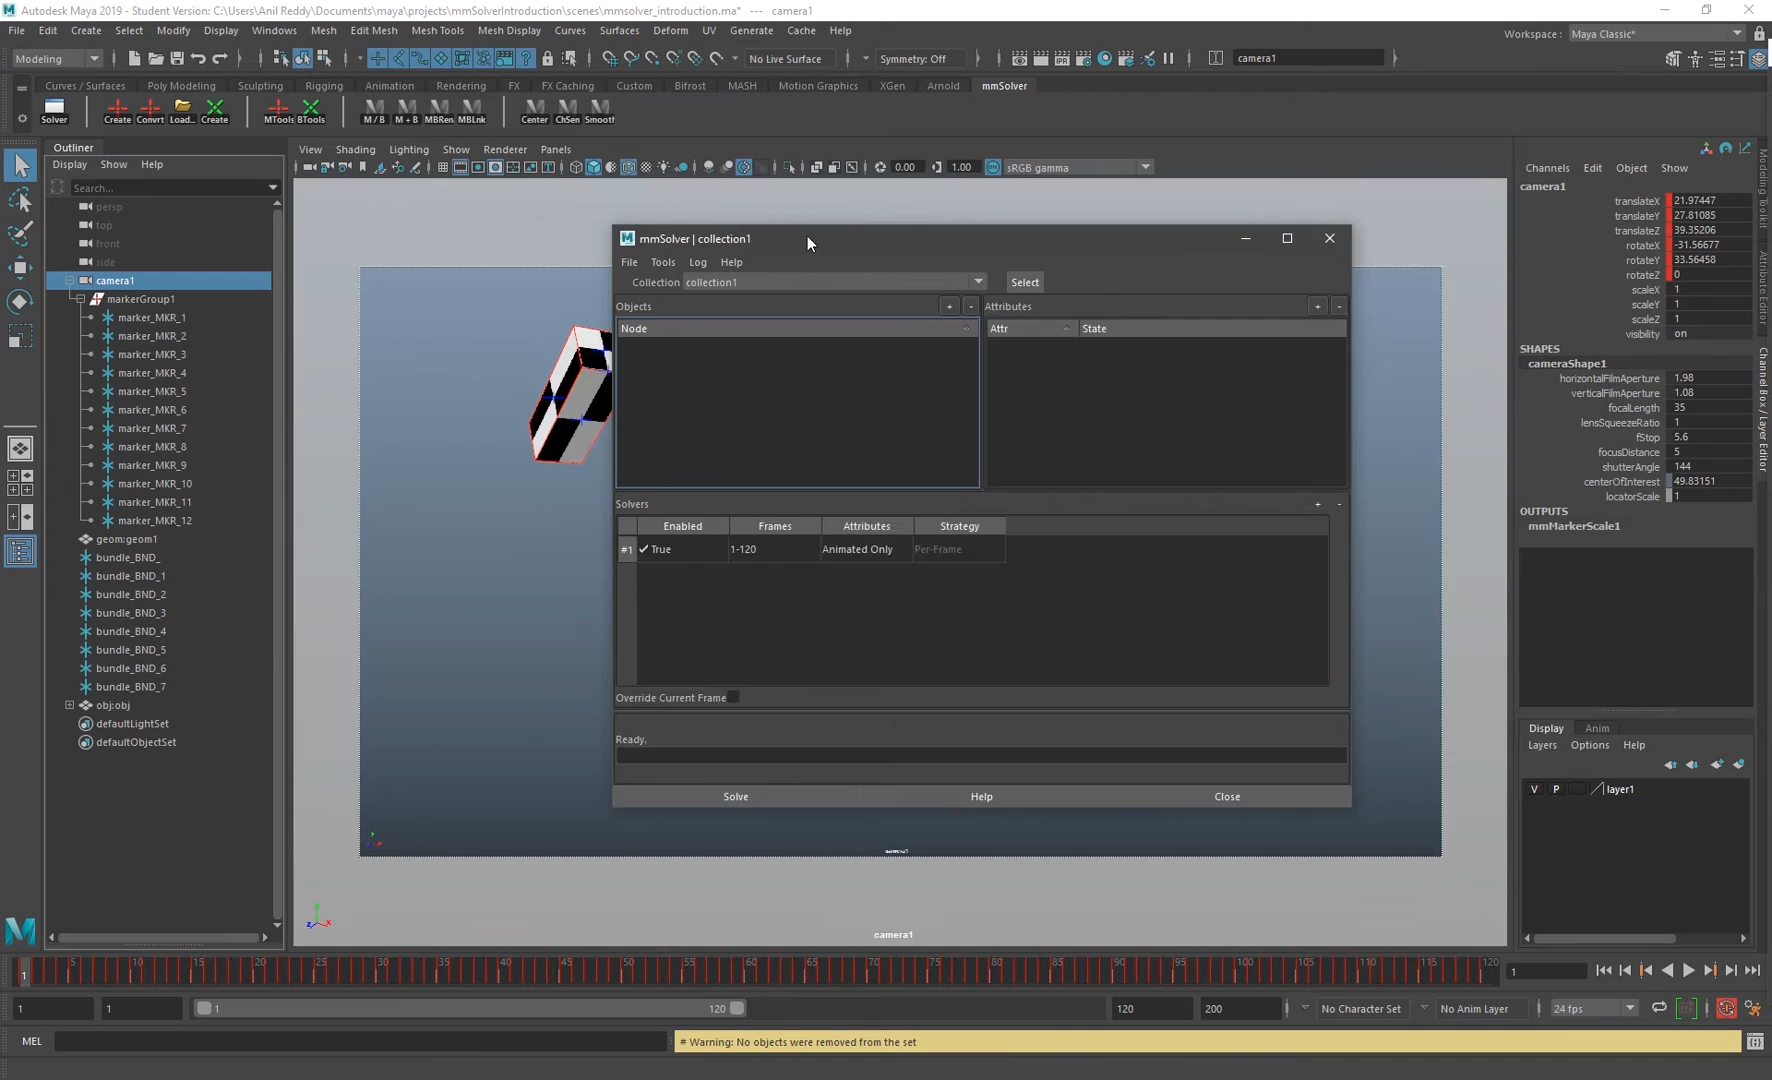 Autodesk Maya 2019 - Student Version: C:\Users\Anil Reddy\Documents\maya\projects\mmSolverIntroduction\scenes\mmsolver_introduction.ma* --- camera1
File Edit Create Select Modify Display Windows Mesh Edit Mesh Mesh Tools Mesh Display Curves Surfaces Deform UV Generate Cache Help
Workspace : Maya Classic*
Modeling No Live Surface Symmetry: Off camera1
Curves / Surfaces Poly Modeling Sculpting Rigging Animation Rendering FX FX Caching Custom Bifrost MASH Motion Graphics XGen Arnold mmSolver
Solver Create Convrt Load... Create MTools BTools M / B M + B MBRen MBLnk Center ChSen Smooth
Outliner
Display Show Help
Search...
persp
top
front
side
camera1
markerGroup1
marker_MKR_1
marker_MKR_2
marker_MKR_3
marker_MKR_4
marker_MKR_5
marker_MKR_6
marker_MKR_7
marker_MKR_8
marker_MKR_9
marker_MKR_10
marker_MKR_11
marker_MKR_12
geom:geom1
bundle_BND_
bundle_BND_1
bundle_BND_2
bundle_BND_3
bundle_BND_4
bundle_BND_5
bundle_BND_6
bundle_BND_7
obj:obj
defaultLightSet
defaultObjectSet
View Shading Lighting Show Renderer Panels
0.00 1.00 sRGB gamma
mmSolver | collection1
File Tools Log Help
Collection collection1 Select
Objects + - Attributes + -
Node Attr State
Solvers + -
Enabled Frames Attributes Strategy
#1 True 1-120 Animated Only Per-Frame
Override Current Frame
Ready.
Solve Help Close
camera1
camera1
Channels Edit Object Show
camera1
translateX 21.97447
translateY 27.81085
translateZ 39.35206
rotateX -31.56677
rotateY 33.56458
rotateZ 0
scaleX 1
scaleY 1
scaleZ 1
visibility on
SHAPES
cameraShape1
horizontalFilmAperture 1.98
verticalFilmAperture 1.08
focalLength 35
lensSqueezeRatio 1
fStop 5.6
focusDistance 5
shutterAngle 144
centerOfInterest 49.83151
locatorScale 1
OUTPUTS
mmMarkerScale1
Display Anim
Layers Options Help
V P layer1
Modeling Toolkit
Attribute Editor
Channel Box / Layer Editor
1 5 10 15 20 25 30 35 40 45 50 55 60 65 70 75 80 85 90 95 100 105 110 115 120 1
1 1 1 120 120 200 No Character Set No Anim Layer 24 fps
MEL # Warning: No objects were removed from the set